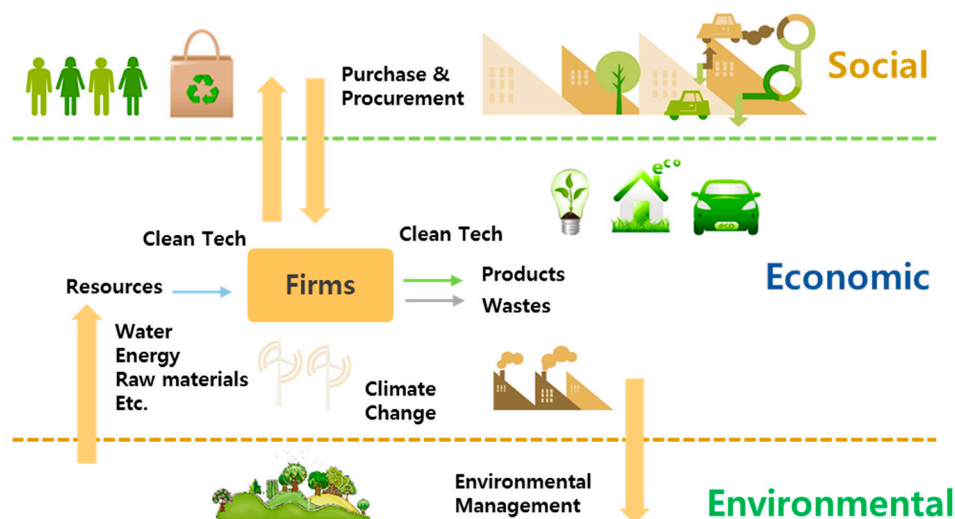 Purchase &
Procurement
Social
eco
Clean Tech
Clean Tech
Firms
Resources
Products
Wastes
eco
Economic
Water
Energy
Raw materials
Etc.
Climate
Change
Environmental
Management
Environmental